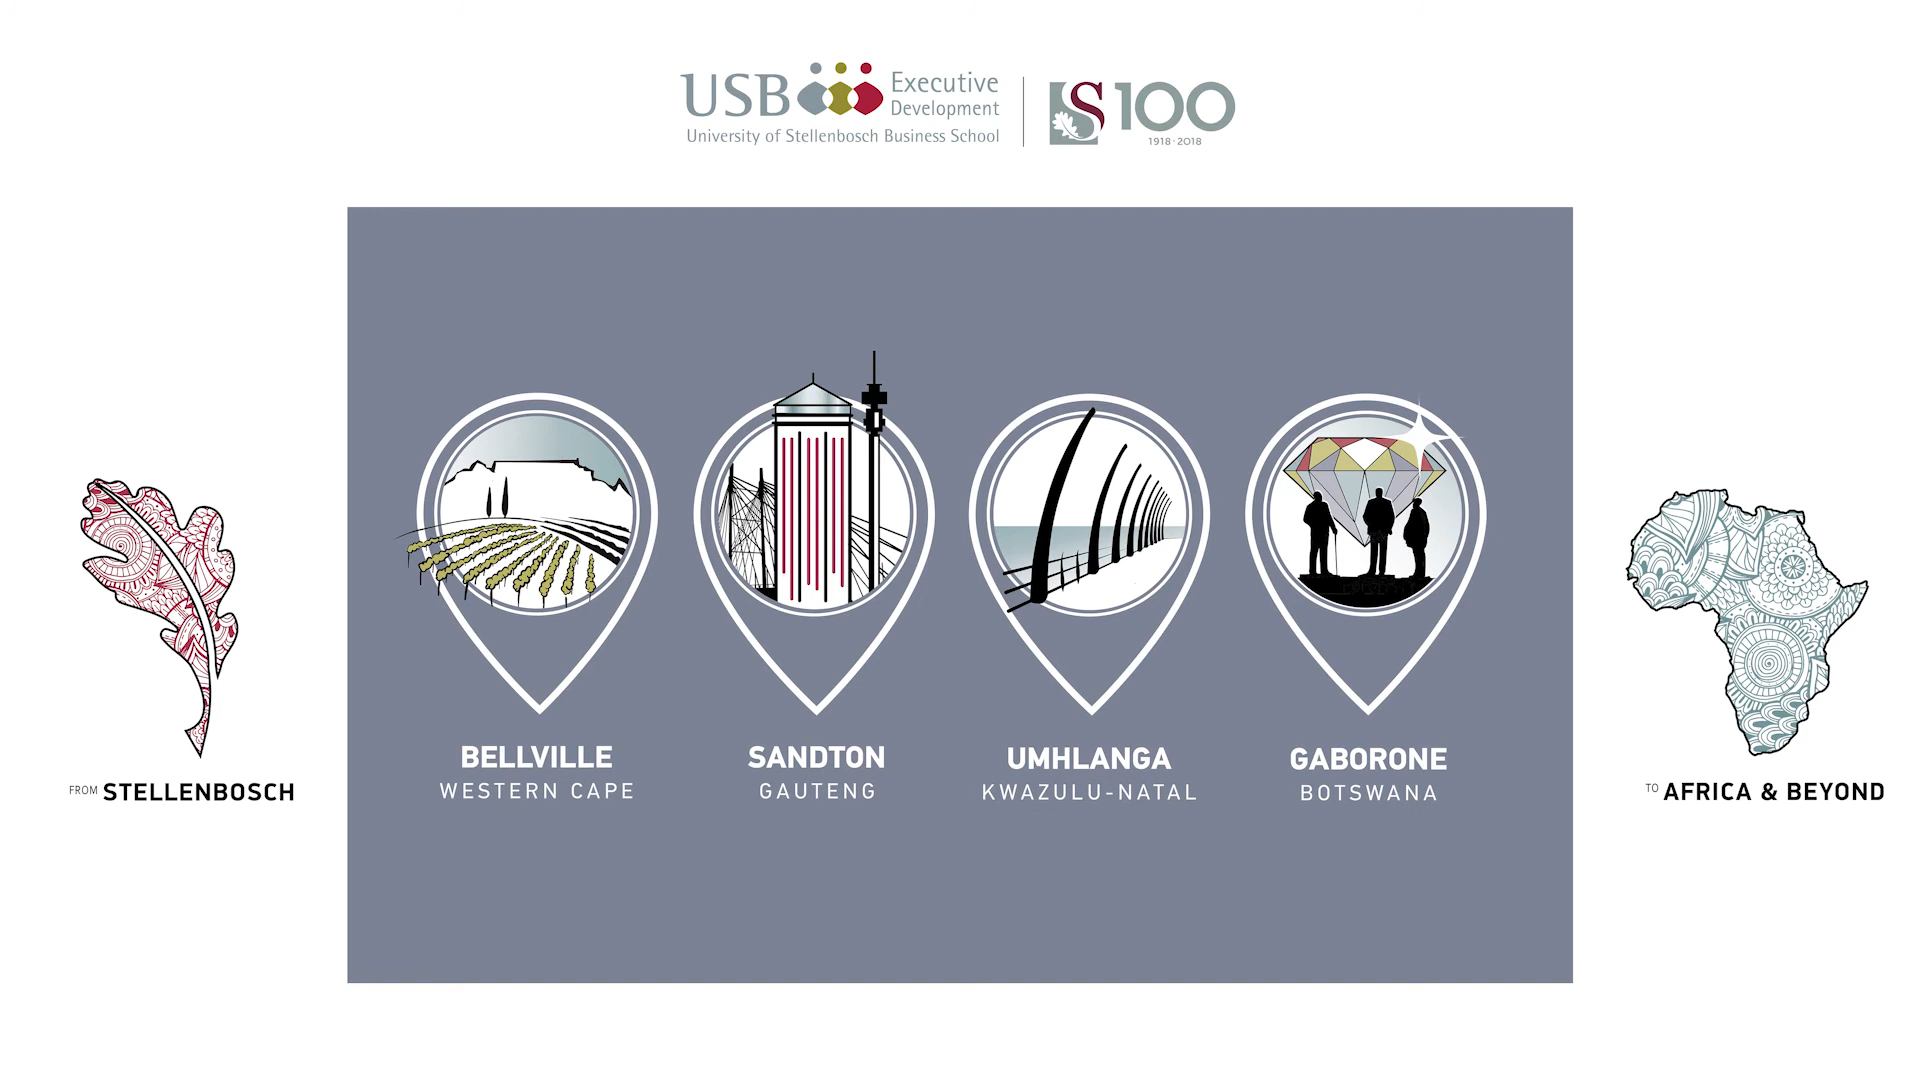 USB Executive
Development
University of Stellenbosch Business School
S 100
1918 · 2018
BELLVILLE
WESTERN CAPE
SANDTON
GAUTENG
UMHLANGA
KWAZULU-NATAL
GABORONE
BOTSWANA
FROM STELLENBOSCH
TO AFRICA & BEYOND